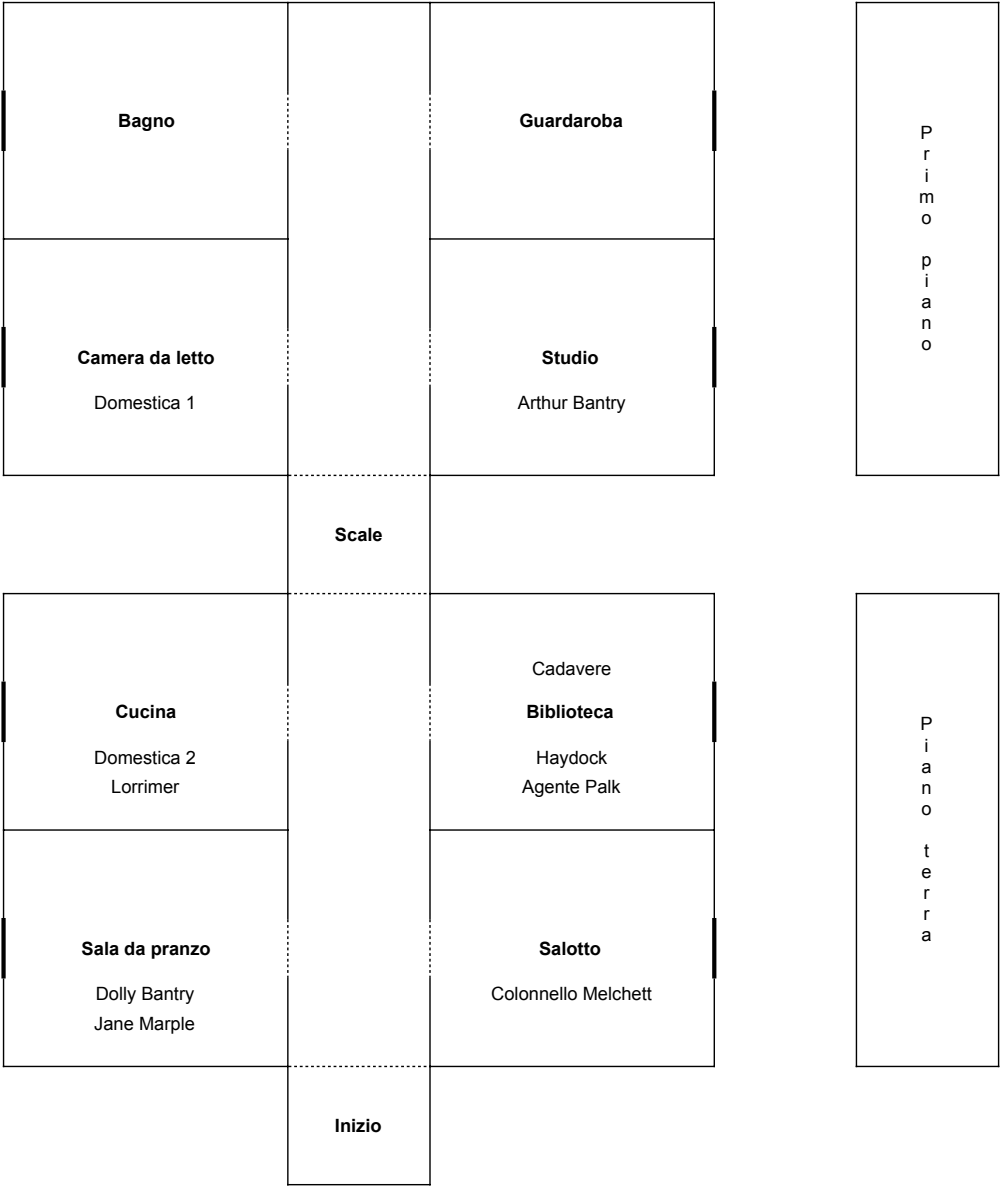 Bagno
Guardaroba
Primo piano
Camera da letto
Domestica 1
Studio
Arthur Bantry
Scale
Cucina
Domestica 2
Lorrimer
Cadavere
Biblioteca
Haydock
Agente Palk
Piano terra
Sala da pranzo
Dolly Bantry
Jane Marple
Salotto
Colonnello Melchett
Inizio